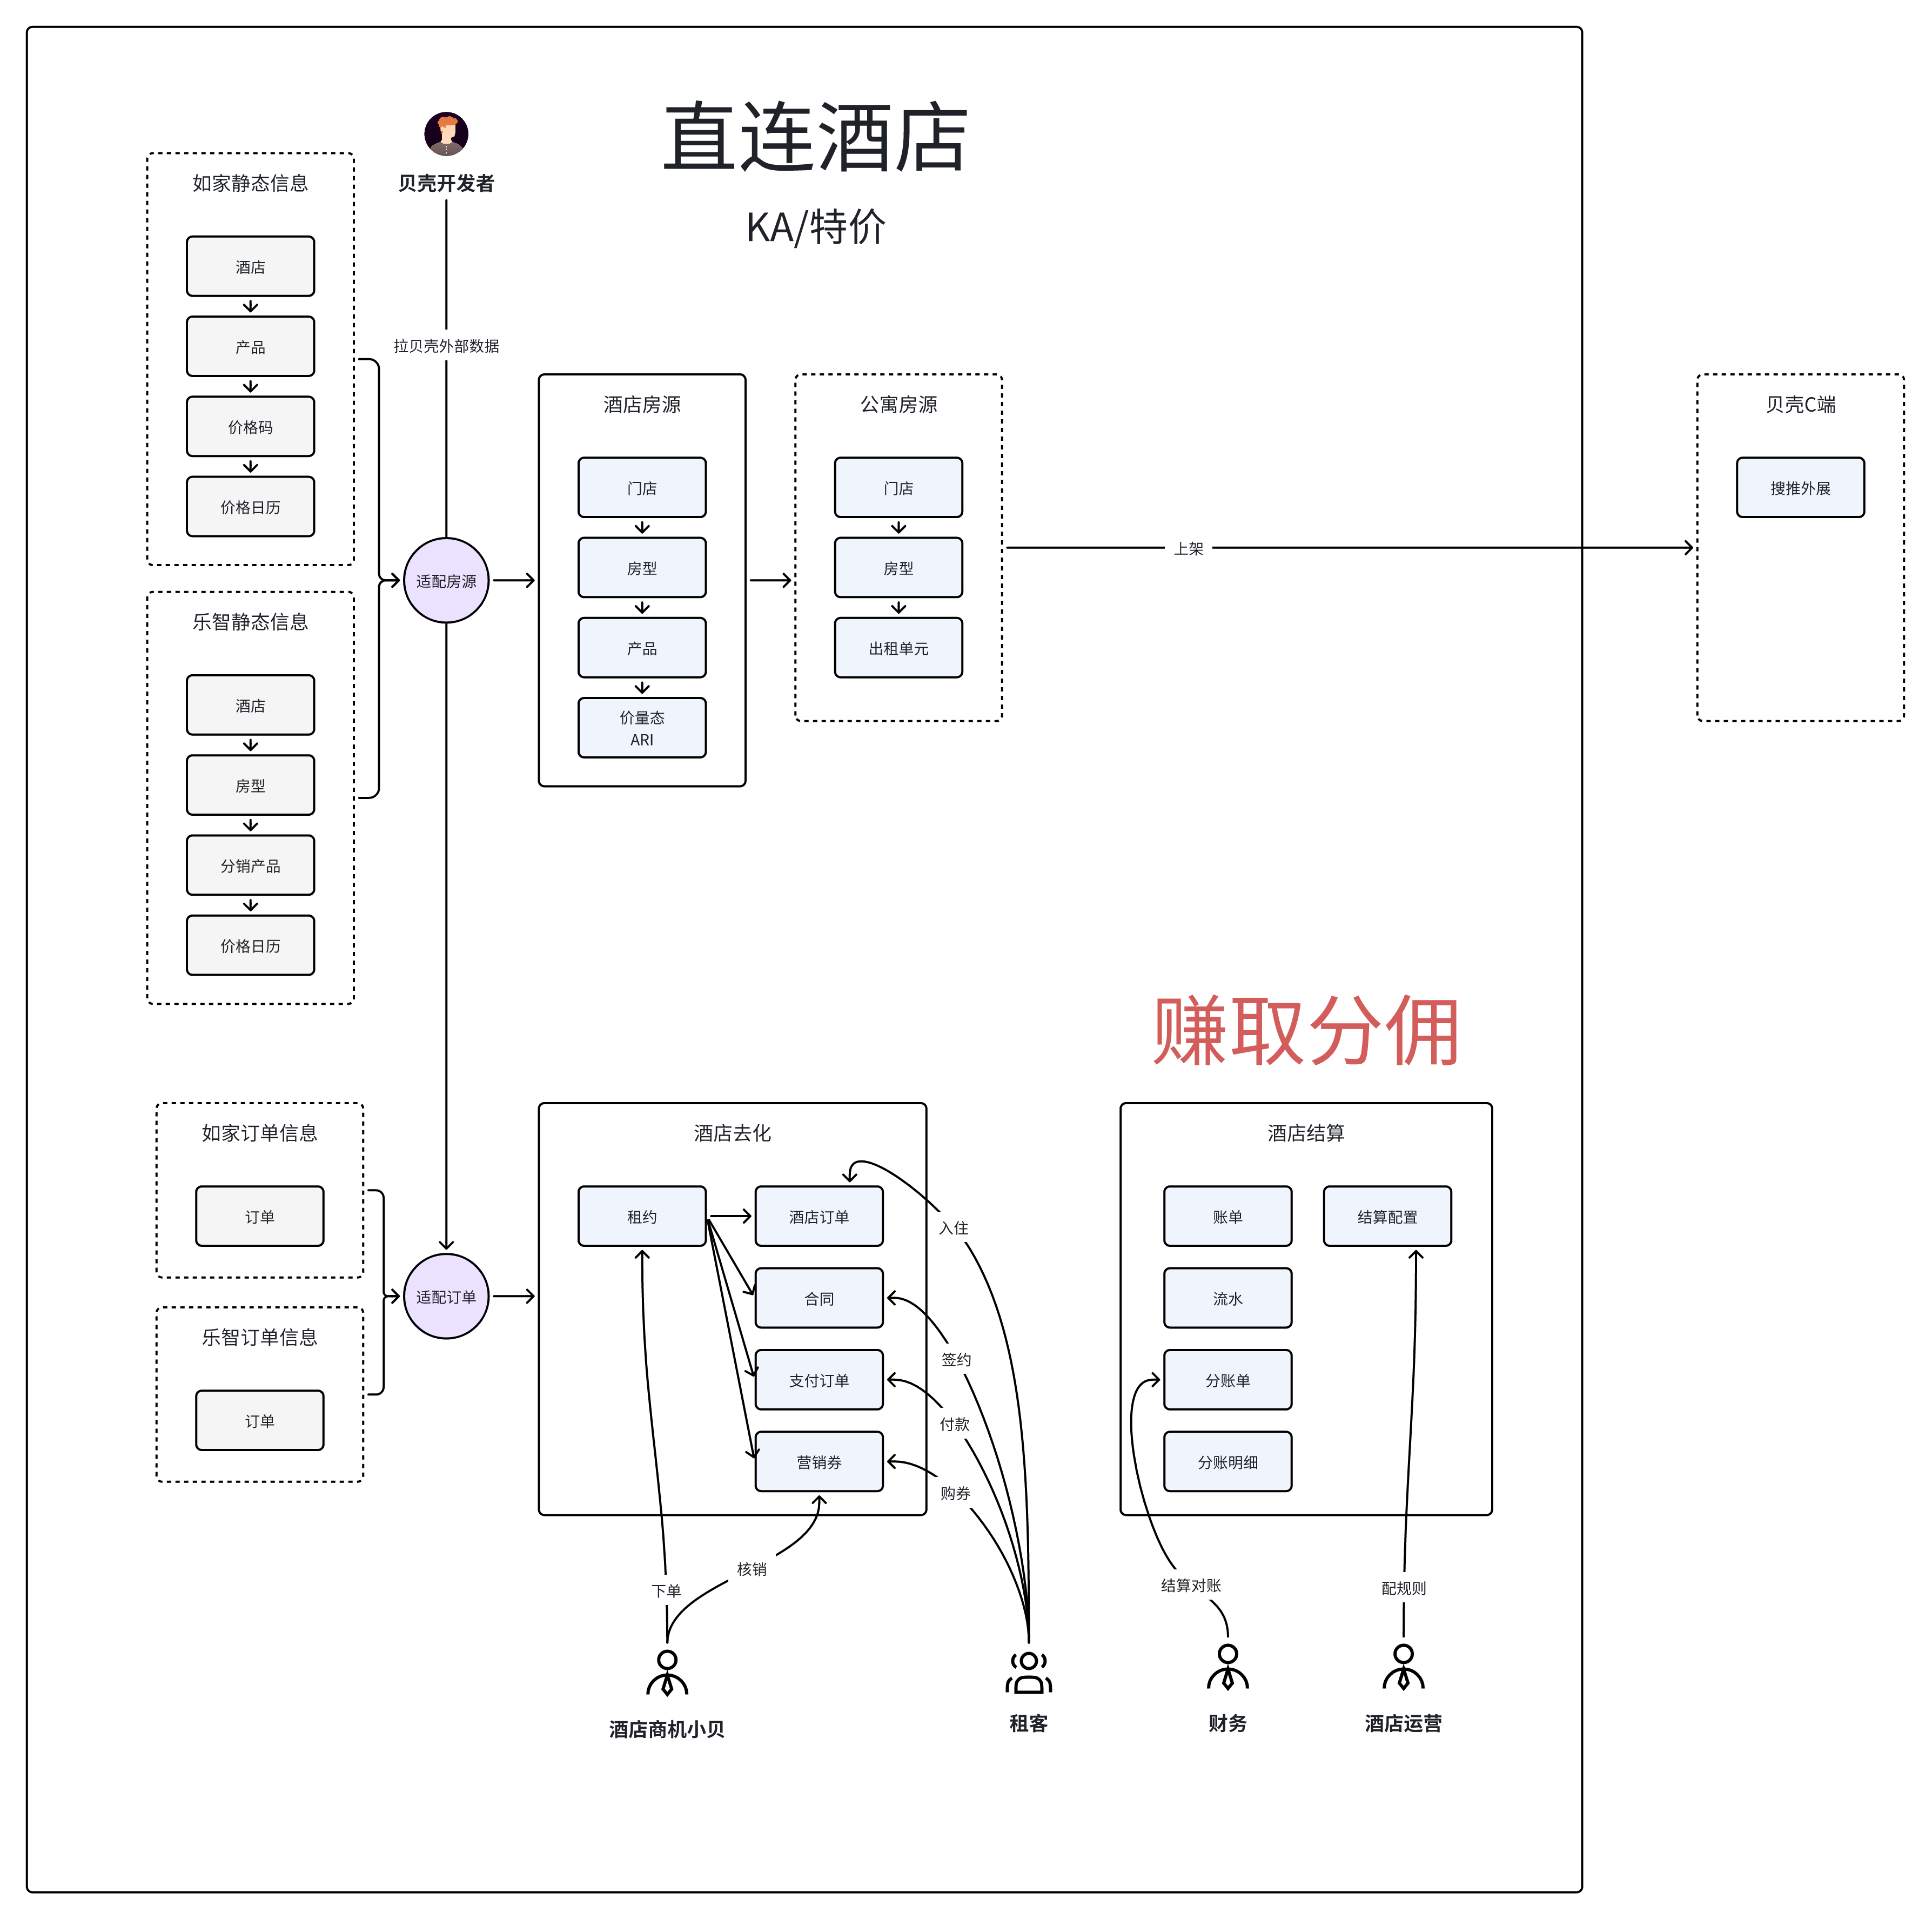 直连酒店
KA/特价
贝壳开发者
拉贝壳外部数据
如家静态信息
酒店
产品
价格码
价格日历
乐智静态信息
酒店
房型
分销产品
价格日历
适配房源
酒店房源
门店
房型
产品
价量态
ARI
公寓房源
门店
房型
出租单元
上架
贝壳C端
搜推外展
赚取分佣
如家订单信息
订单
乐智订单信息
订单
适配订单
酒店去化
租约
酒店订单
合同
支付订单
营销券
入住
签约
付款
购券
下单
核销
酒店商机小贝
租客
酒店结算
账单
结算配置
流水
分账单
分账明细
结算对账
配规则
财务
酒店运营